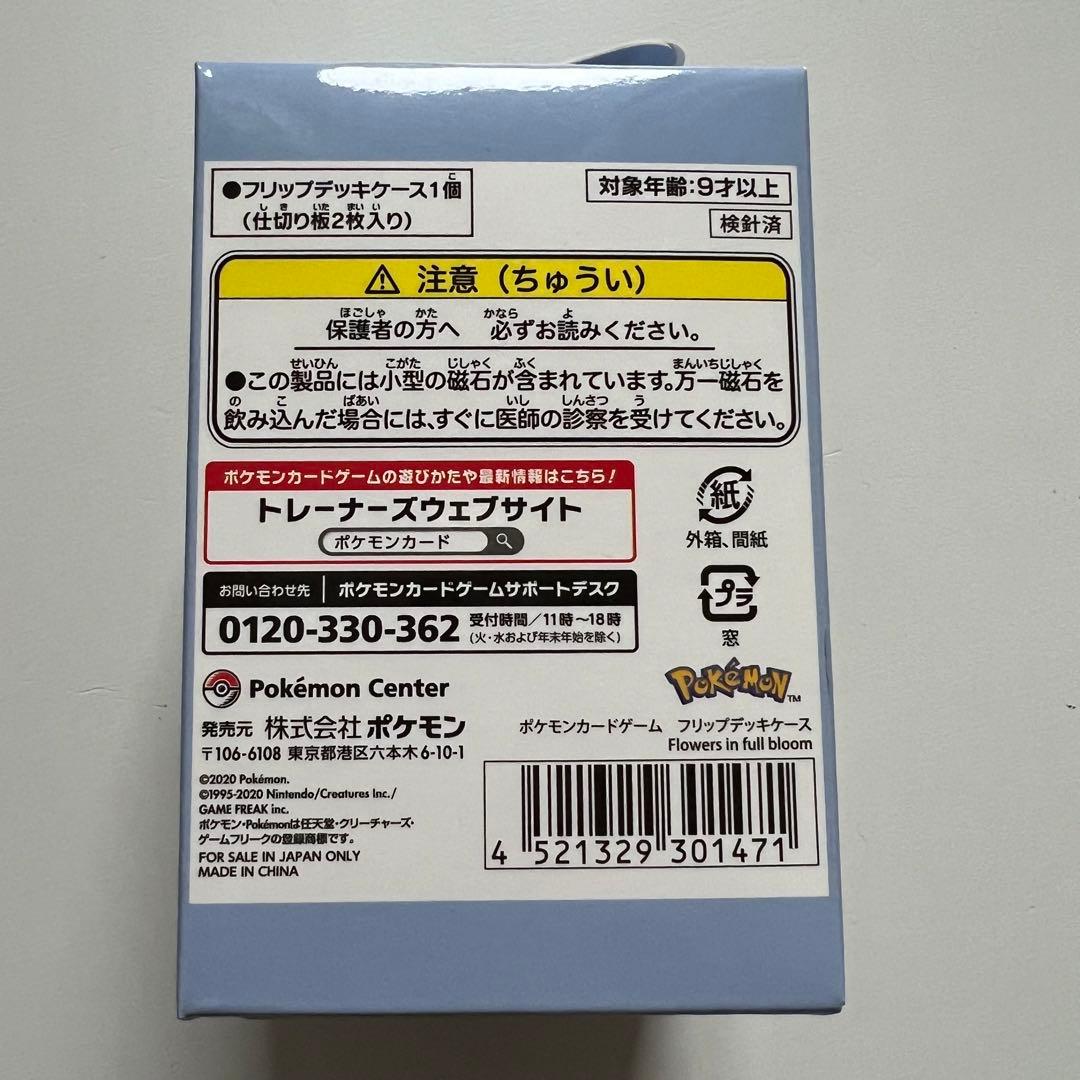 ●フリップデッキケース1個
(仕切り板2枚入り)
対象年齢:9才以上
検針済
⚠ 注意(ちゅうい)
保護者の方へ 必ずお読みください。
●この製品には小型の磁石が含まれています。万一磁石を
飲み込んだ場合には、すぐに医師の診察を受けてください。
ポケモンカードゲームの遊びかたや最新情報はこちら!
トレーナーズウェブサイト
ポケモンカード
紙
外箱、間紙
お問い合わせ先 | ポケモンカードゲームサポートデスク
0120-330-362 受付時間/11時~18時
(火・水および年末年始を除く)
プラ
窓
Pokémon Center
POKéMON™
発売元 株式会社ポケモン
〒106-6108 東京都港区六本木6-10-1
ポケモンカードゲーム フリップデッキケース
Flowers in full bloom
©2020 Pokémon.
©1995-2020 Nintendo/Creatures Inc./
GAME FREAK inc.
ポケモン・Pokémonは任天堂・クリーチャーズ・
ゲームフリークの登録商標です。
FOR SALE IN JAPAN ONLY
MADE IN CHINA
4 521329 301471